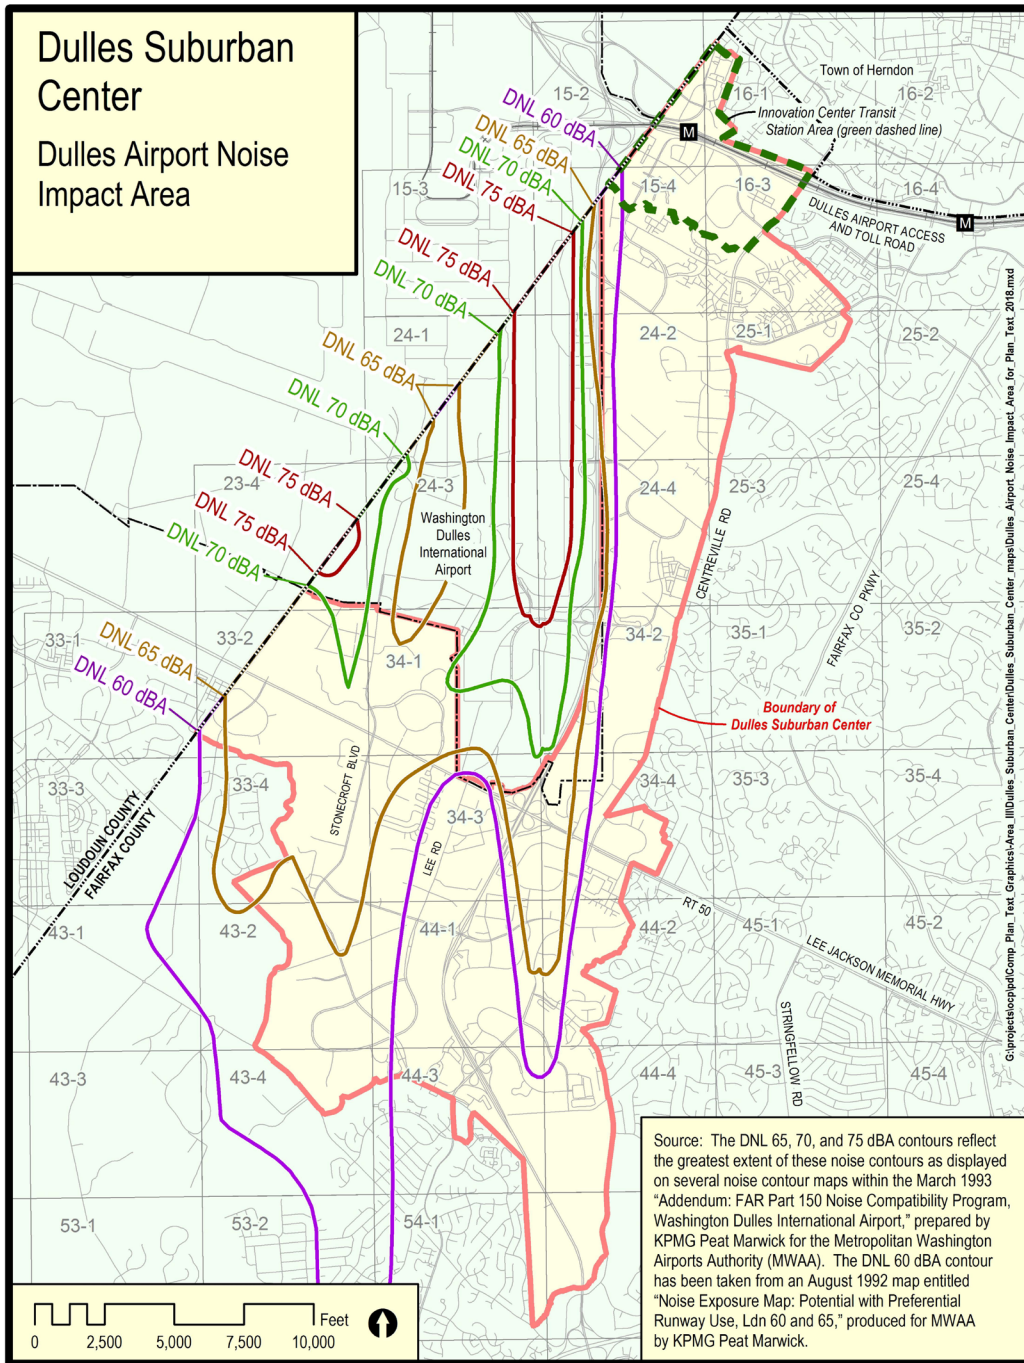 Dulles Suburban
Center
Dulles Airport Noise
Impact Area
Town of Herndon
15-2
16-1
16-2
Innovation Center Transit
Station Area (green dashed line)
DNL 60 dBA
DNL 65 dBA
DNL 70 dBA
DNL 75 dBA
M
15-3
15-4
16-3
16-4
DULLES AIRPORT ACCESS
AND TOLL ROAD
M
DNL 75 dBA
DNL 70 dBA
24-1
24-2
25-1
25-2
DNL 65 dBA
DNL 70 dBA
DNL 75 dBA
23-4
24-3
24-4
25-3
25-4
DNL 75 dBA
Washington
Dulles
International
Airport
DNL 70 dBA
CENTREVILLE RD
FAIRFAX CO PKWY
33-1
33-2
34-1
34-2
35-1
35-2
DNL 65 dBA
DNL 60 dBA
Boundary of
Dulles Suburban Center
33-3
33-4
STONECROFT BLVD
34-3
34-4
35-3
35-4
LOUDOUN COUNTY
FAIRFAX COUNTY
LEE RD
RT 50
43-1
43-2
44-1
44-2
45-1
45-2
LEE JACKSON MEMORIAL HWY
STRINGFELLOW RD
43-3
43-4
44-3
44-4
45-3
45-4
53-1
53-2
54-1
Source: The DNL 65, 70, and 75 dBA contours reflect
the greatest extent of these noise contours as displayed
on several noise contour maps within the March 1993
“Addendum: FAR Part 150 Noise Compatibility Program,
Washington Dulles International Airport,” prepared by
KPMG Peat Marwick for the Metropolitan Washington
Airports Authority (MWAA). The DNL 60 dBA contour
has been taken from an August 1992 map entitled
“Noise Exposure Map: Potential with Preferential
Runway Use, Ldn 60 and 65,” produced for MWAA
by KPMG Peat Marwick.
Feet
0 2,500 5,000 7,500 10,000
G:\projects\ocp\pd\Comp_Plan_Text_Graphics\-Area_III\Dulles_Suburban_Center\Dulles_Suburban_Center_maps\Dulles_Airport_Noise_Impact_Area_for_Plan_Text_2018.mxd